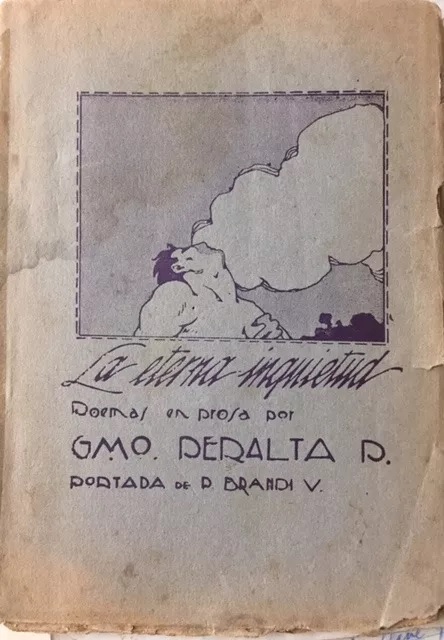 La eterna inquietud
Poemas en prosa por
GMO. PERALTA P.
PORTADA DE P. BRANDI V.